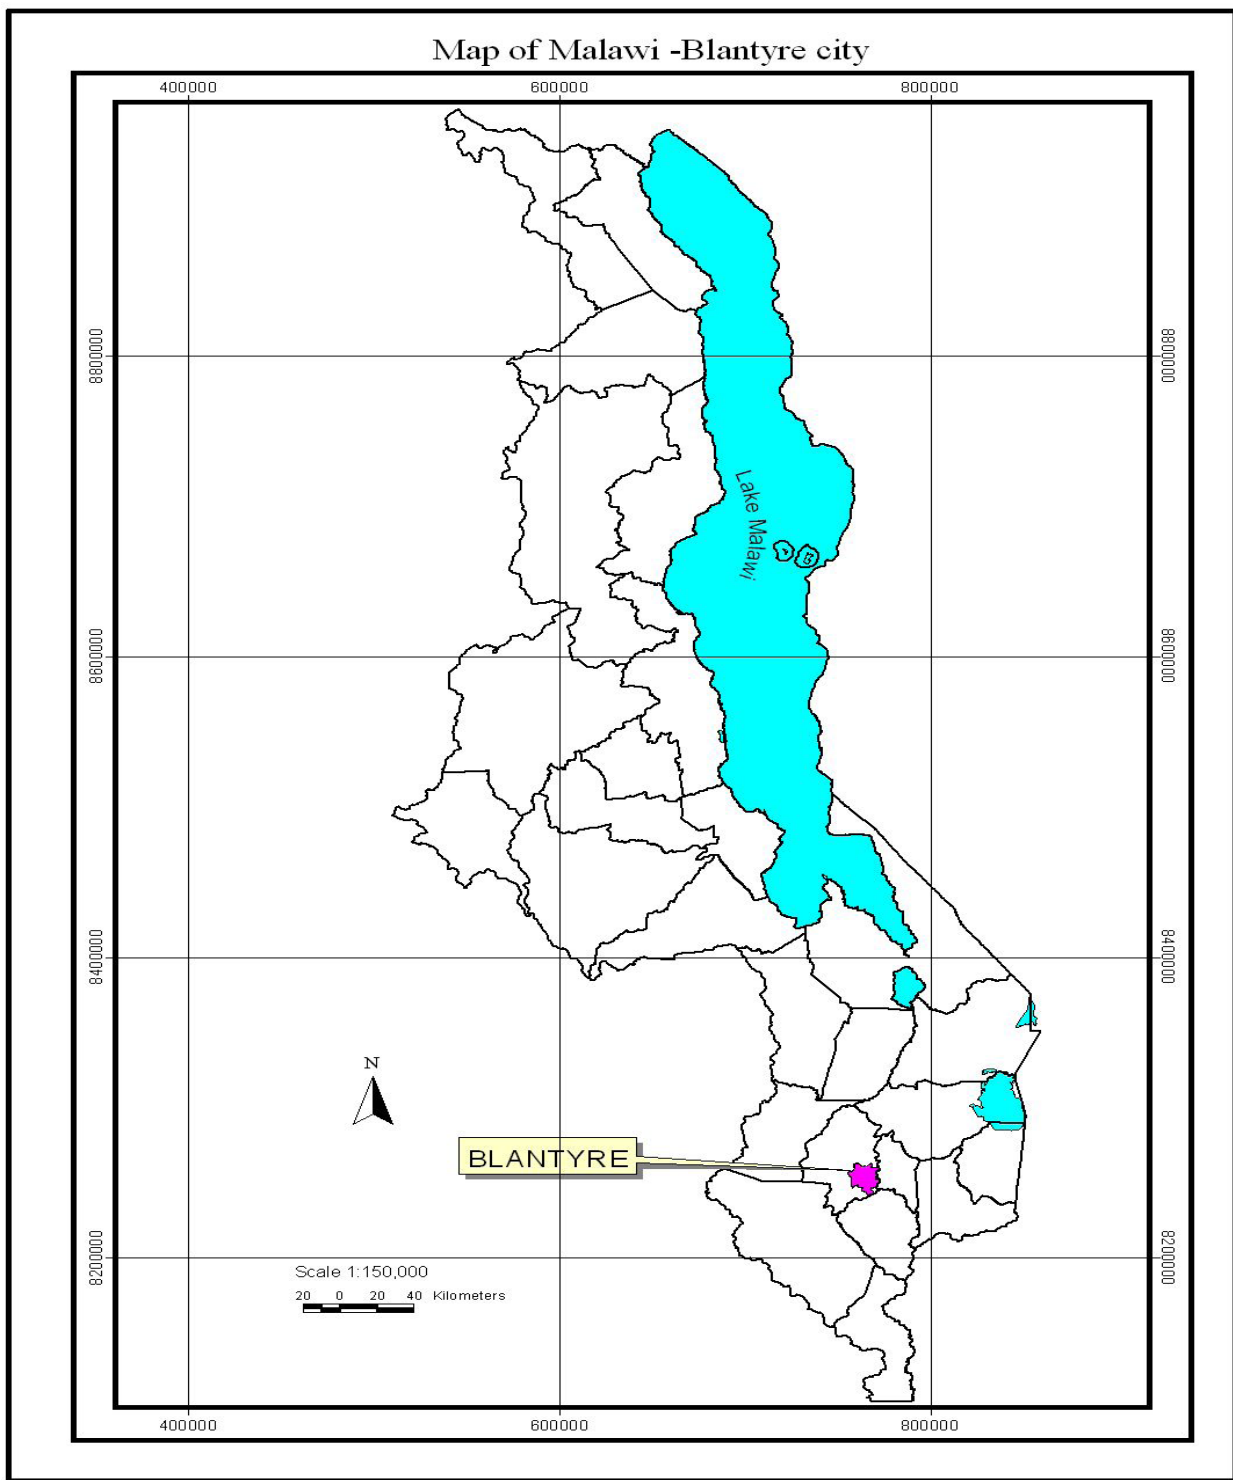 Map of Malawi -Blantyre city
400000 600000 800000
8800000 8800000
Lake Malawi
8600000 8600000
8400000 8400000
N
BLANTYRE
8200000 8200000
Scale 1:150,000
20 0 20 40 Kilometers
400000 600000 800000